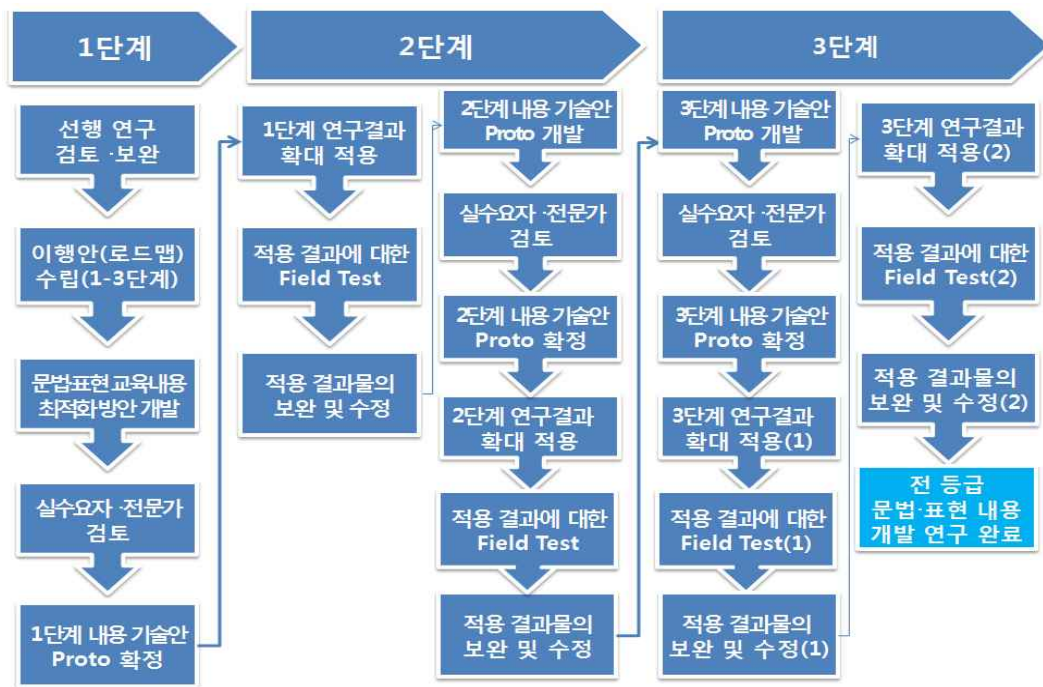 1단계
2단계
3단계
선행 연구
검토 ·보완
이행안(로드맵)
수립(1-3단계)
문법·표현 교육내용
최적화 방안 개발
실수요자 ·전문가
검토
1단계 내용 기술안
Proto 확정
1단계 연구결과
확대 적용
적용 결과에 대한
Field Test
적용 결과물의
보완 및 수정
2단계 내용 기술안
Proto 개발
실수요자 ·전문가
검토
2단계 내용 기술안
Proto 확정
2단계 연구결과
확대 적용
적용 결과에 대한
Field Test
적용 결과물의
보완 및 수정
3단계 내용 기술안
Proto 개발
실수요자 ·전문가
검토
3단계 내용 기술안
Proto 확정
3단계 연구결과
확대 적용(1)
적용 결과에 대한
Field Test(1)
적용 결과물의
보완 및 수정(1)
3단계 연구결과
확대 적용(2)
적용 결과에 대한
Field Test(2)
적용 결과물의
보완 및 수정(2)
전 등급
문법·표현 내용
개발 연구 완료